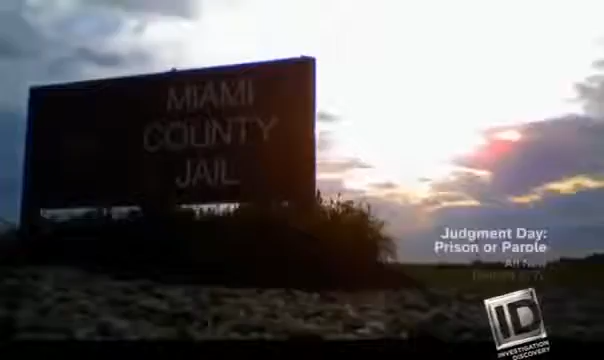 MIAMI
COUNTY
JAIL
Judgment Day:
Prison or Parole
All New
ID
INVESTIGATION
DISCOVERY